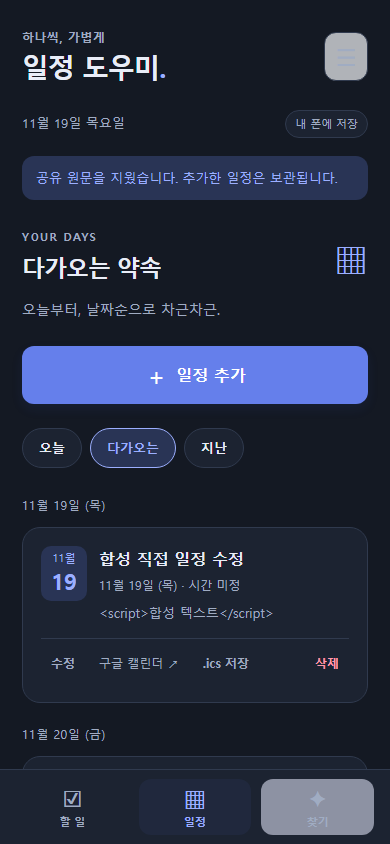 하나씩, 가볍게
일정 도우미.
11월 19일 목요일
내 폰에 저장
공유 원문을 지웠습니다. 추가한 일정은 보관됩니다.
YOUR DAYS
다가오는 약속
오늘부터, 날짜순으로 차근차근.
+ 일정 추가
오늘
다가오는
지난
11월 19일 (목)
11월
19
합성 직접 일정 수정
11월 19일 (목) · 시간 미정
<script>합성 텍스트</script>
수정
구글 캘린더 ↗
.ics 저장
삭제
11월 20일 (금)
할 일
일정
찾기